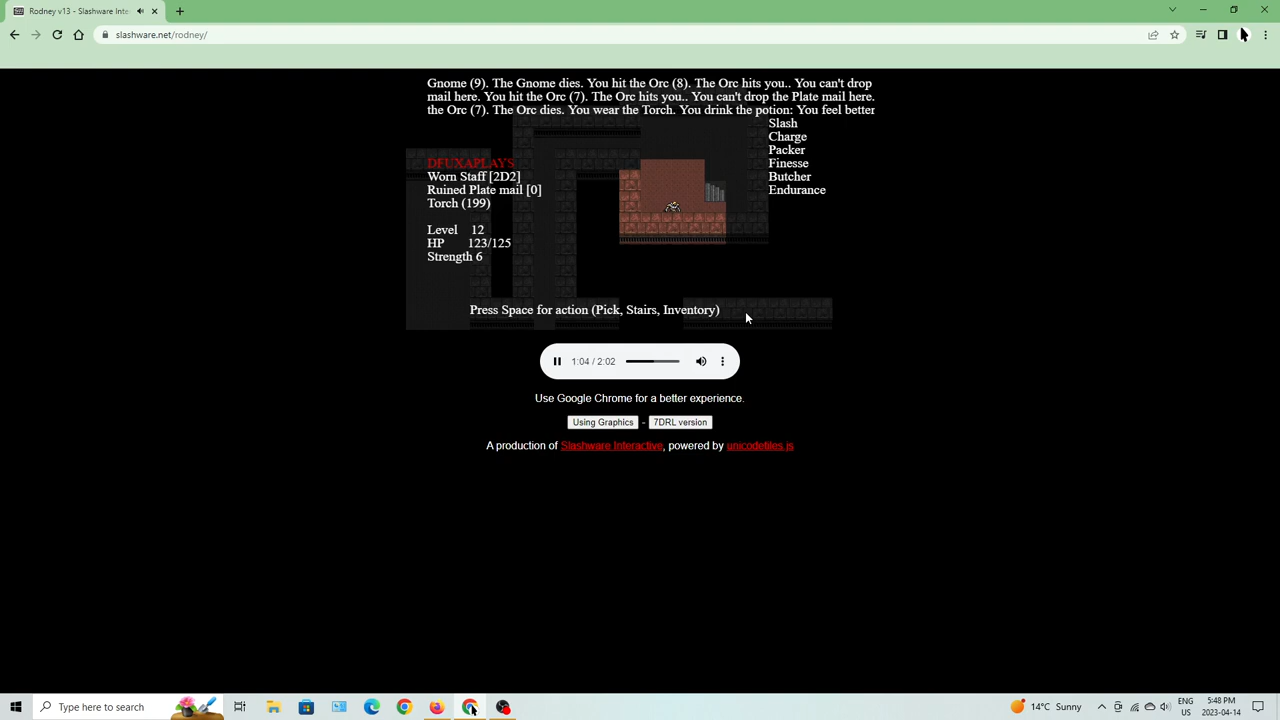 Rodney v13 - Slashware Inte
slashware.net/rodney/
Gnome (9). The Gnome dies. You hit the Orc (8). The Orc hits you.. You can't drop
mail here. You hit the Orc (7). The Orc hits you.. You can't drop the Plate mail here.
the Orc (7). The Orc dies. You wear the Torch. You drink the potion: You feel better
Slash
Charge
Packer
Finesse
Butcher
Endurance
DEUXAPLAYS
Worn Staff [2D2]
Ruined Plate mail [0]
Torch (199)
Level 12
HP 123/125
Strength 6
Press Space for action (Pick, Stairs, Inventory)
1:04 / 2:02
Use Google Chrome for a better experience.
Using Graphics - 7DRL version
A production of Slashware Interactive, powered by unicodetiles.js
Type here to search
14°C Sunny
ENG
US
5:48 PM
2023-04-14